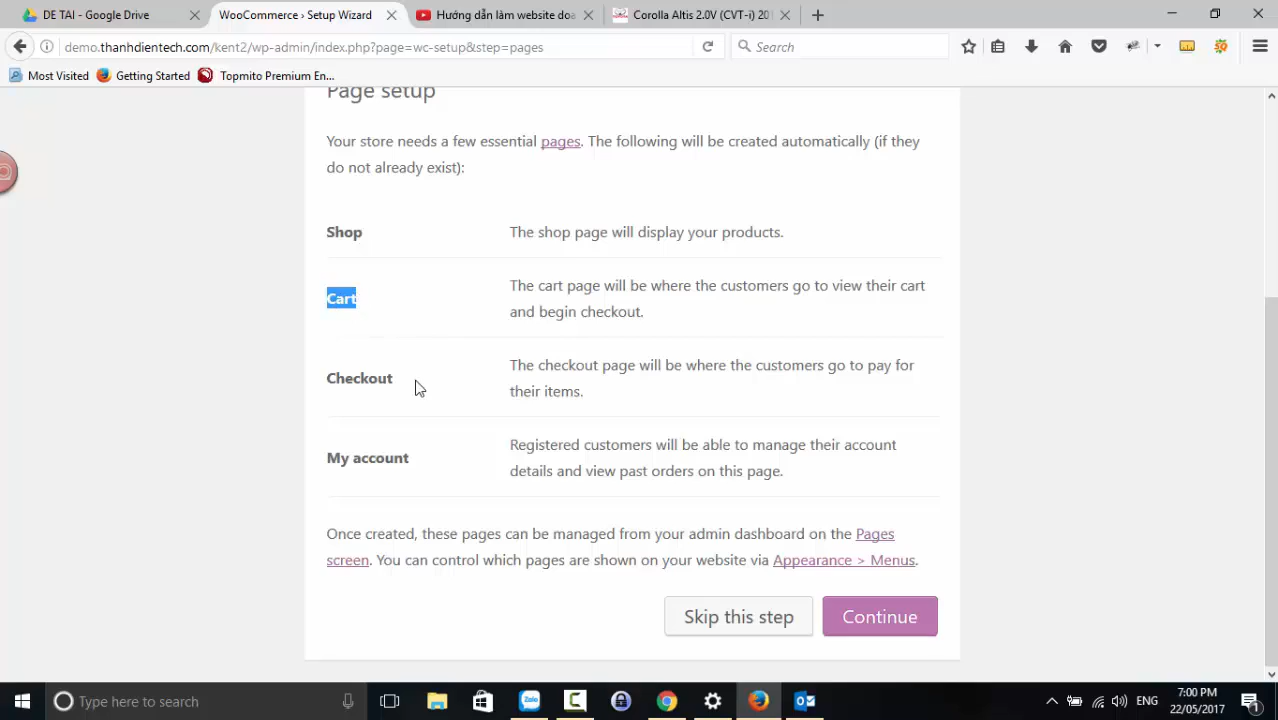 DE TAI - Google Drive
WooCommerce › Setup Wizard
Hướng dẫn làm website doa
Corolla Altis 2.0V (CVT-i) 20
demo.thanhdientech.com/kent2/wp-admin/index.php?page=wc-setup&step=pages
Search
Most Visited
Getting Started
Topmito Premium En...
Page setup
Your store needs a few essential pages. The following will be created automatically (if they
do not already exist):
Shop
The shop page will display your products.
Cart
The cart page will be where the customers go to view their cart
and begin checkout.
Checkout
The checkout page will be where the customers go to pay for
their items.
My account
Registered customers will be able to manage their account
details and view past orders on this page.
Once created, these pages can be managed from your admin dashboard on the Pages
screen. You can control which pages are shown on your website via Appearance > Menus.
Skip this step
Continue
Type here to search
Zalo
ENG
7:00 PM
22/05/2017